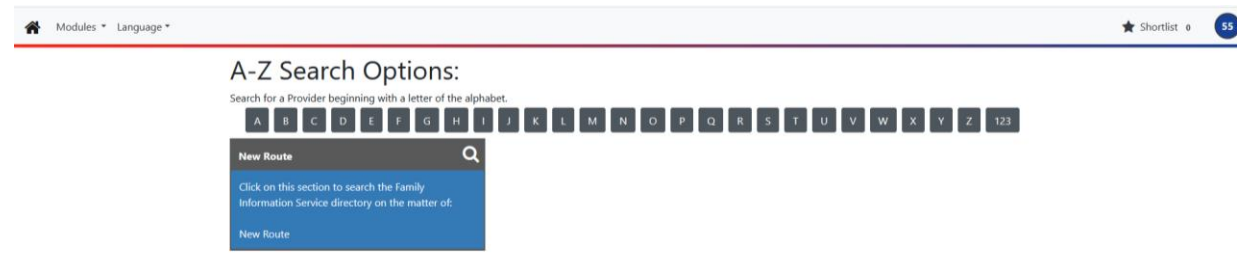 Modules Language Shortlist 0 55
A-Z Search Options:
Search for a Provider beginning with a letter of the alphabet.
A B C D E F G H I J K L M N O P Q R S T U V W X Y Z 123
New Route
Click on this section to search the Family
Information Service directory on the matter of:
New Route